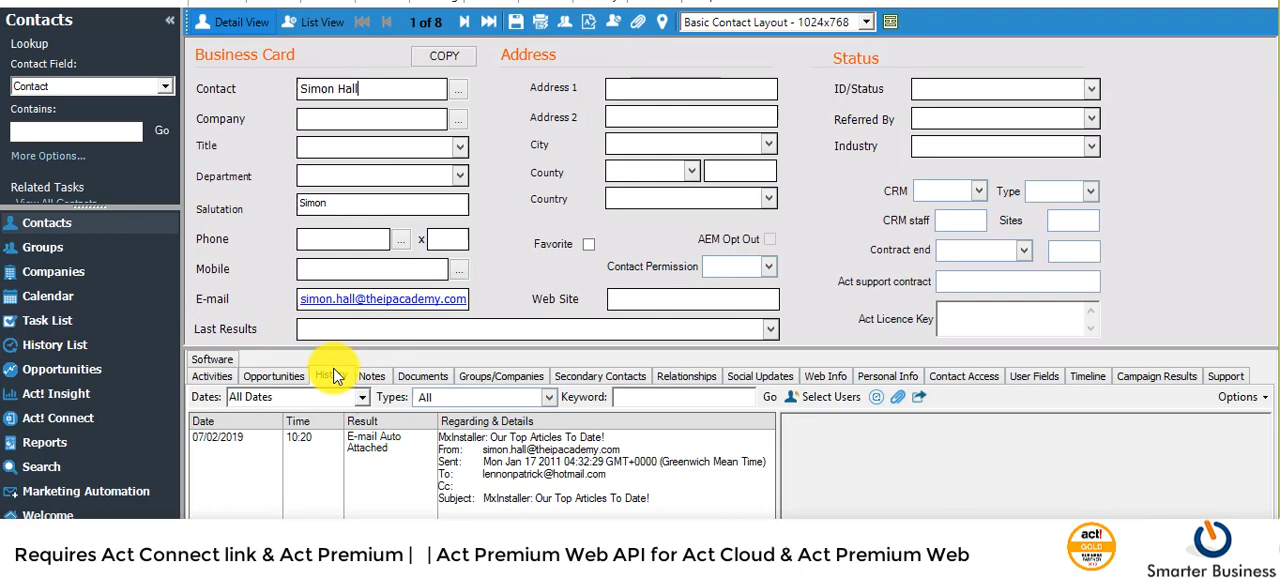 Contacts «
Detail View List View 1 of 8 Basic Contact Layout - 1024x768
Lookup
Contact Field:
Contact
Contains:
Go
More Options...
Related Tasks
Contacts
Groups
Companies
Calendar
Task List
History List
Opportunities
Act! Insight
Act! Connect
Reports
Search
Marketing Automation
Welcome
Business Card COPY Address Status
Contact Simon Hall ... Address 1 ID/Status
Company ... Address 2 Referred By
Title City Industry
Department County
Salutation Simon Country CRM Type
CRM staff Sites
Phone ... x Favorite AEM Opt Out Contract end
Mobile ... Contact Permission Act support contract
E-mail simon.hall@theipacademy.com Web Site Act Licence Key
Last Results
Software
Activities Opportunities History Notes Documents Groups/Companies Secondary Contacts Relationships Social Updates Web Info Personal Info Contact Access User Fields Timeline Campaign Results Support
Dates: All Dates Types: All Keyword: Go Select Users Options
Date Time Result Regarding & Details
07/02/2019 10:20 E-mail Auto MxInstaller: Our Top Articles To Date!
Attached From: simon.hall@theipacademy.com
Sent: Mon Jan 17 2011 04:32:29 GMT+0000 (Greenwich Mean Time)
To: lennonpatrick@hotmail.com
Cc:
Subject: MxInstaller: Our Top Articles To Date!
Requires Act Connect link & Act Premium | | Act Premium Web API for Act Cloud & Act Premium Web
act!
GOLD
Smarter Business